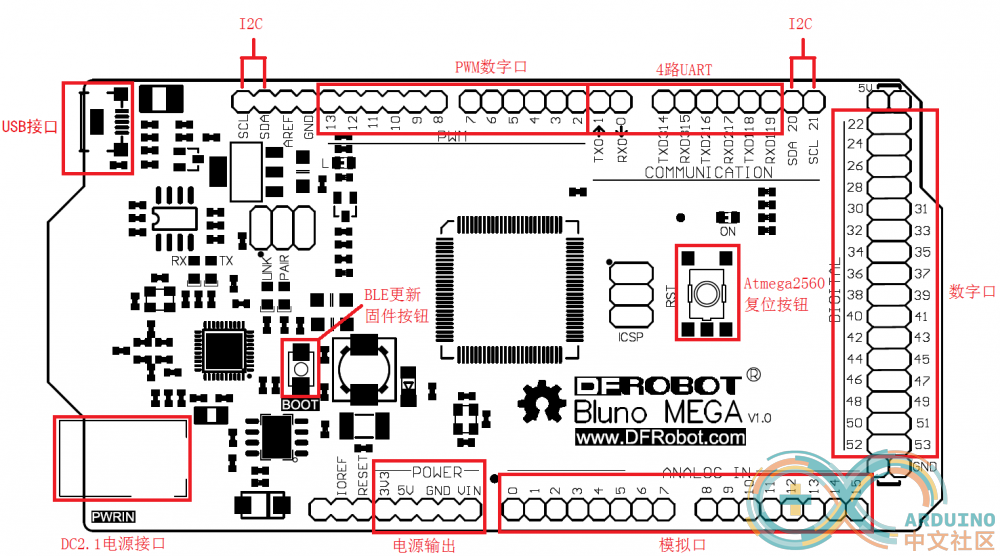 I2C
I2C
PWM数字口
4路UART
USB接口
5V
SCL
SDA
AREF
GND
13
12
11
10
9
8
7
6
5
4
3
2
TX0 1
RX0 0
TXD314
RXD315
TXD216
RXD217
TXD118
RXD119
SDA 20
SCL 21
PWM
COMMUNICATION
L
ON
RX
TX
LINK
PAIR
22
24
26
28
30
31
32
33
34
35
36
37
38
39
40
41
42
43
44
45
46
47
48
49
50
51
52
53
GND
DIGITAL
数字口
BLE更新
固件按钮
BOOT
RST
ICSP
Atmega2560
复位按钮
DFROBOT®
Bluno MEGA V1.0
www.DFRobot.com
IOREF
RESET
POWER
3V3
5V
GND
VIN
ANALOG IN
0
1
2
3
4
5
6
7
8
9
10
11
12
13
14
15
PWRIN
DC2.1电源接口
电源输出
模拟口
ARDUINO
中文社区